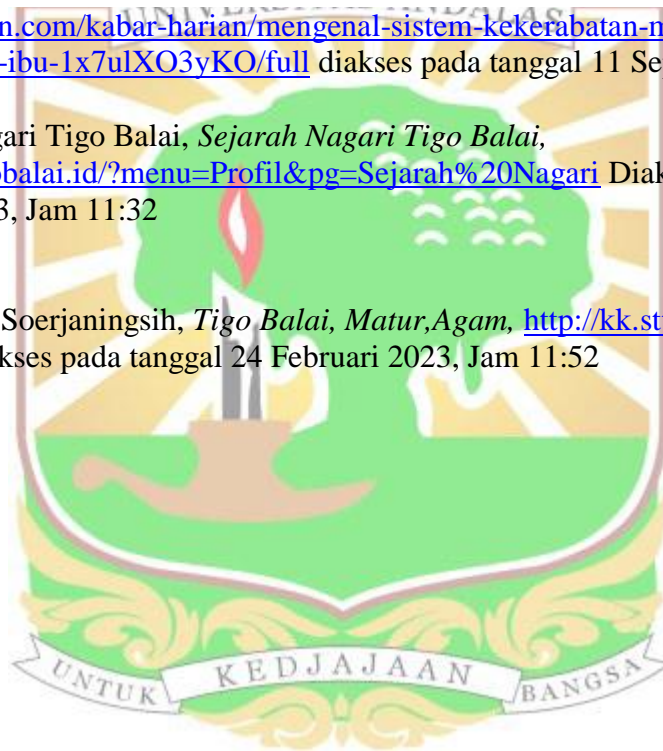 UNIVERSITAS ANDALAS
n.com/kabar-harian/mengenal-sistem-kekerabatan-m
-ibu-1x7ulXO3yKO/full diakses pada tanggal 11 Se
gari Tigo Balai, Sejarah Nagari Tigo Balai,
balai.id/?menu=Profil&pg=Sejarah%20Nagari Diak
3, Jam 11:32
Soerjaningsih, Tigo Balai, Matur,Agam, http://kk.st
kses pada tanggal 24 Februari 2023, Jam 11:52
UNTUK KEDJAJAAN BANGSA